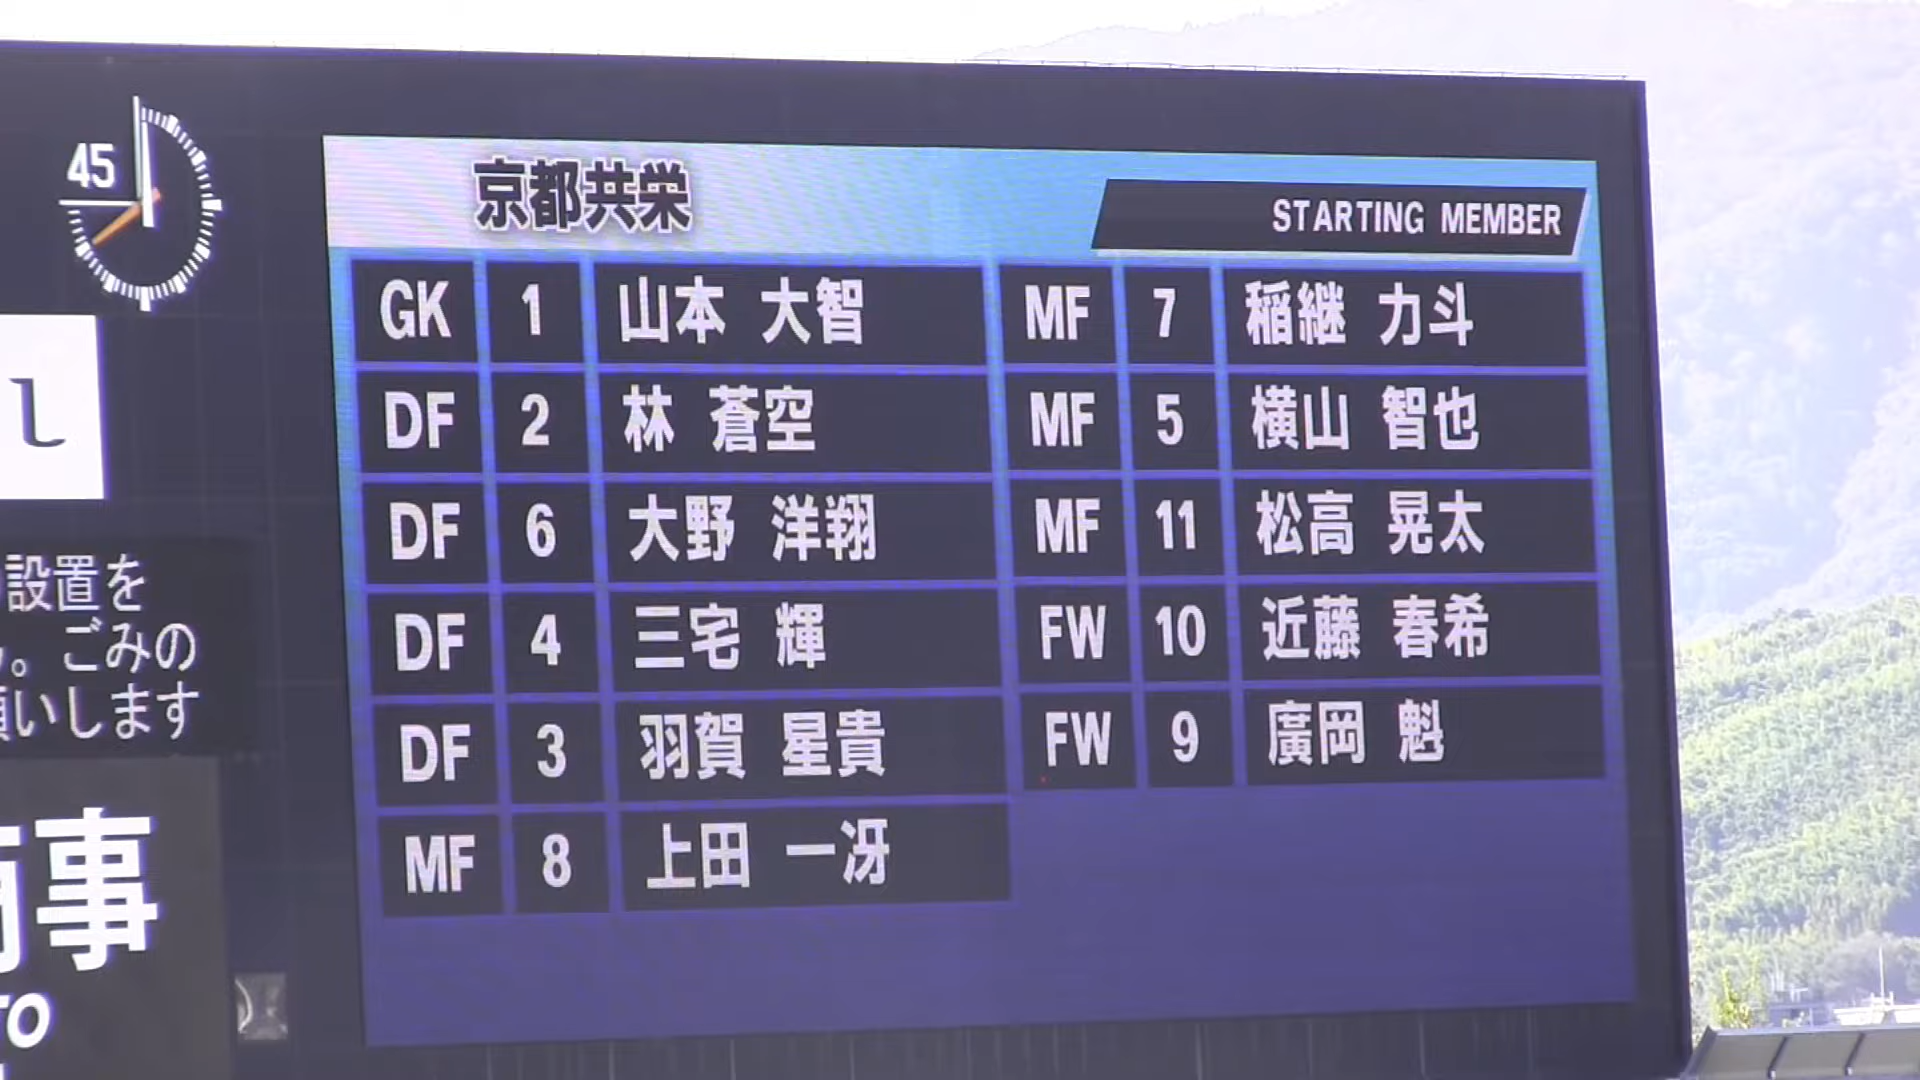 45
京都共栄
STARTING MEMBER
GK 1 山本 大智
DF 2 林 蒼空
DF 6 大野 洋翔
DF 4 三宅 輝
DF 3 羽賀 星貴
MF 8 上田 一冴
MF 7 稲継 力斗
MF 5 横山 智也
MF 11 松高 晃太
FW 10 近藤 春希
FW 9 廣岡 魁
設置を
。ごみの
願いします
商事
TO